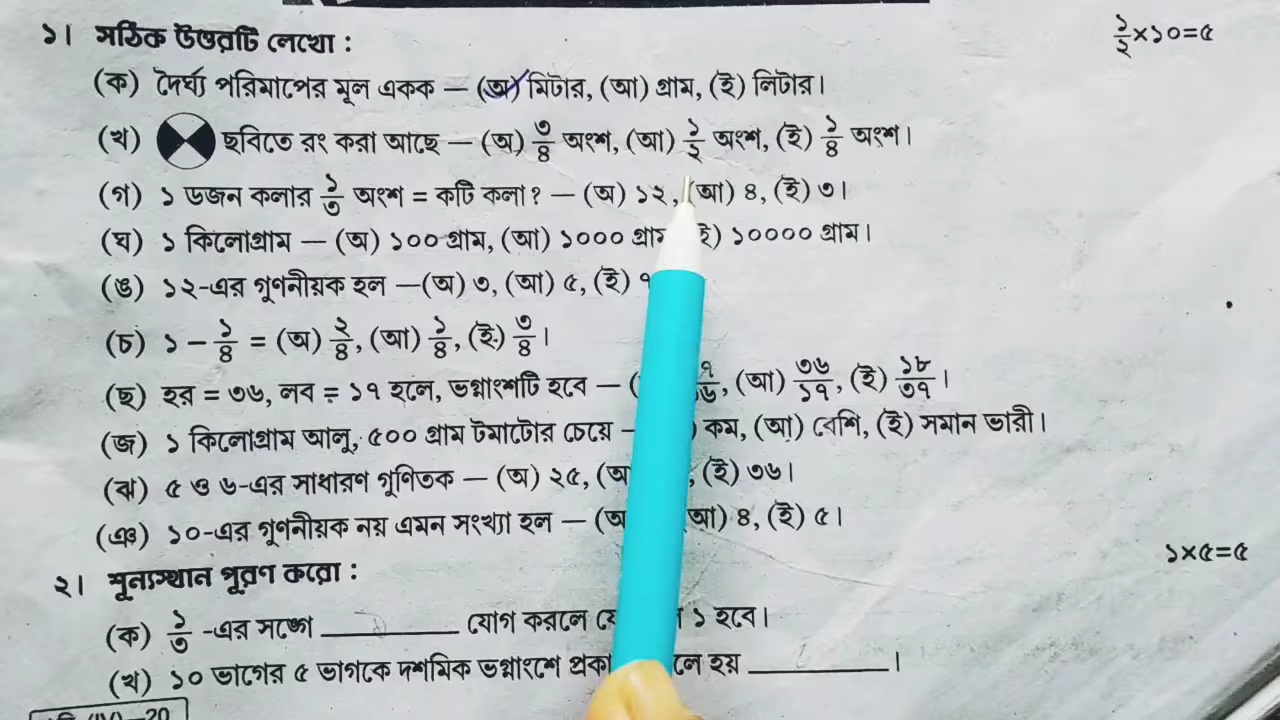 ১। সঠিক উত্তরটি লেখো : ১/২×১০=৫
(ক) দৈর্ঘ্য পরিমাপের মূল একক — (অ) মিটার, (আ) গ্রাম, (ই) লিটার।
(খ) ছবিতে রং করা আছে — (অ) ৩/৪ অংশ, (আ) ১/২ অংশ, (ই) ১/৪ অংশ।
(গ) ১ ডজন কলার ১/৩ অংশ = কটি কলা? — (অ) ১২, (আ) ৪, (ই) ৩।
(ঘ) ১ কিলোগ্রাম — (অ) ১০০ গ্রাম, (আ) ১০০০ গ্রাম ই) ১০০০০ গ্রাম।
(ঙ) ১২-এর গুণনীয়ক হল —(অ) ৩, (আ) ৫, (ই)
(চ) ১ − ১/৪ = (অ) ২/৪, (আ) ১/৪, (ই) ৩/৪।
(ছ) হর = ৩৬, লব = ১৭ হলে, ভগ্নাংশটি হবে — (আ) ৩৬/১৭, (ই) ১৮/৩৭।
(জ) ১ কিলোগ্রাম আলু, ৫০০ গ্রাম টমাটোর চেয়ে — কম, (আ) বেশি, (ই) সমান ভারী।
(ঝ) ৫ ও ৬-এর সাধারণ গুণিতক — (অ) ২৫, (আ (ই) ৩৬।
(ঞ) ১০-এর গুণনীয়ক নয় এমন সংখ্যা হল — (অ (আ) ৪, (ই) ৫।
২। শূন্যস্থান পূরণ করো : ১×৫=৫
(ক) ১/৩ -এর সঙ্গে ________ যোগ করলে ১ হবে।
(খ) ১০ ভাগের ৫ ভাগকে দশমিক ভগ্নাংশে হয় ________।
(IV)—20